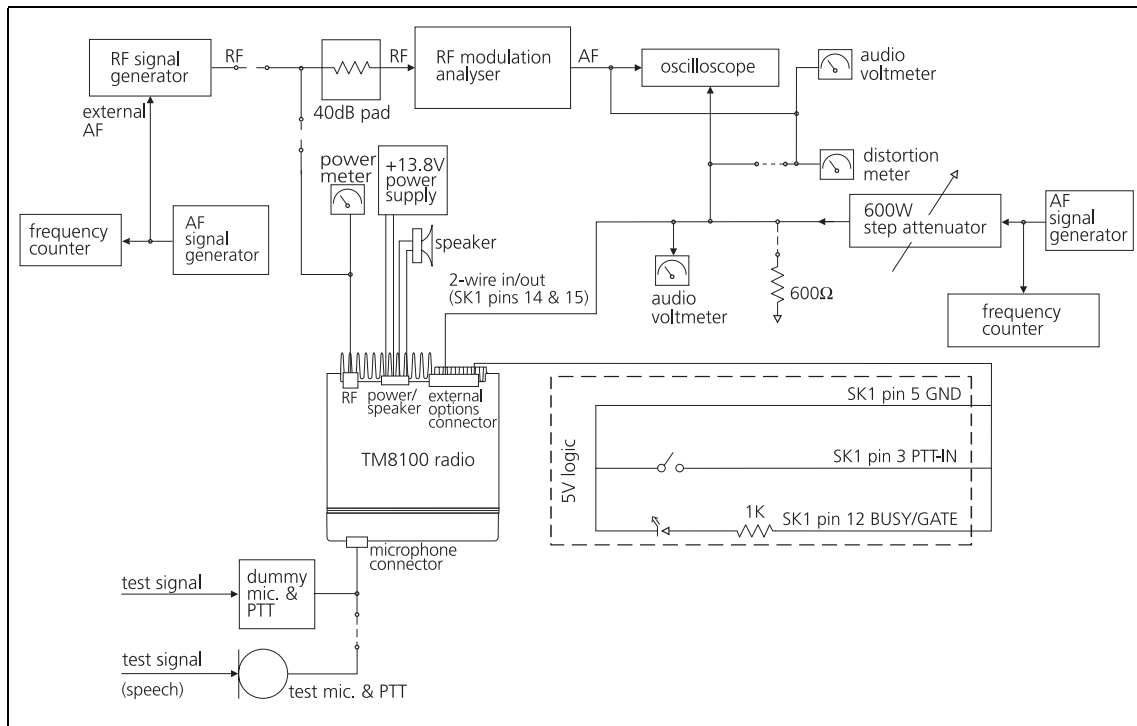 RF signal
generator
RF
external
AF
40dB pad
RF
RF modulation
analyser
AF
oscilloscope
audio
voltmeter
distortion
meter
power
meter
+13.8V
power
supply
speaker
frequency
counter
AF
signal
generator
2-wire in/out
(SK1 pins 14 & 15)
audio
voltmeter
600Ω
600W
step attenuator
AF
signal
generator
frequency
counter
RF
power/
speaker
external
options
connector
TM8100 radio
microphone
connector
5V logic
SK1 pin 5 GND
SK1 pin 3 PTT-IN
1K
SK1 pin 12 BUSY/GATE
test signal
dummy
mic. &
PTT
test signal
(speech)
test mic. & PTT